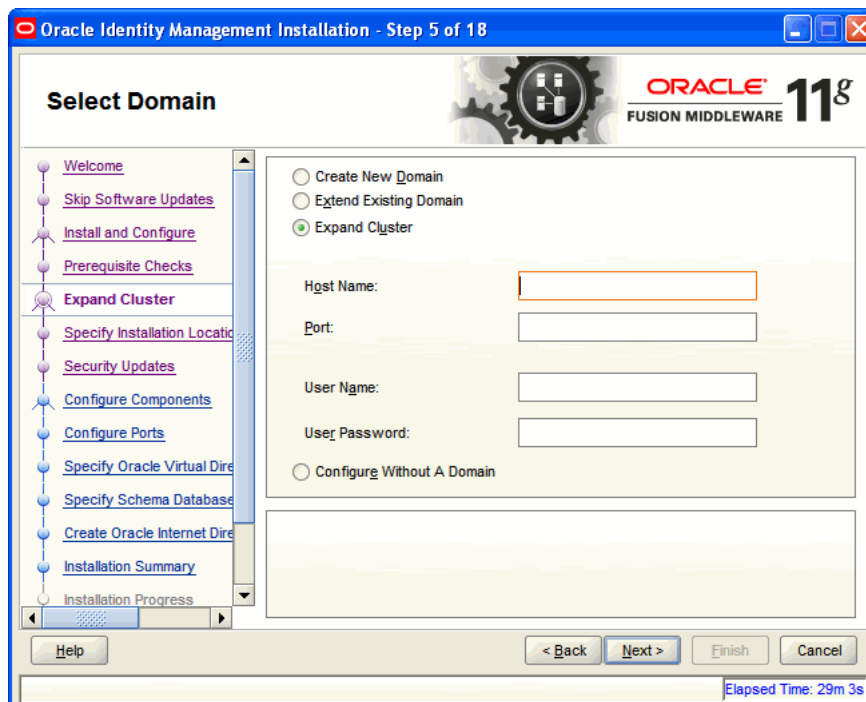 Oracle Identity Management Installation - Step 5 of 18
Select Domain
ORACLE
FUSION MIDDLEWARE 11g
Welcome
Skip Software Updates
Install and Configure
Prerequisite Checks
Expand Cluster
Specify Installation Locatio
Security Updates
Configure Components
Configure Ports
Specify Oracle Virtual Dire
Specify Schema Database
Create Oracle Internet Dire
Installation Summary
Installation Progress
Create New Domain
Extend Existing Domain
Expand Cluster
Host Name:
Port:
User Name:
User Password:
Configure Without A Domain
Help
< Back
Next >
Finish
Cancel
Elapsed Time: 29m 3s